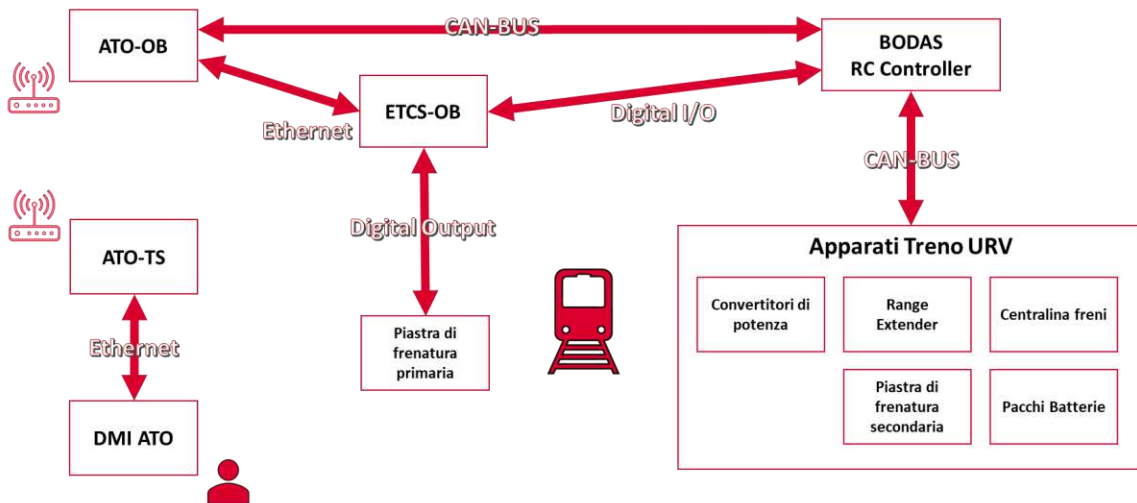 CAN-BUS
ATO-OB
BODAS
RC Controller
ETCS-OB
Ethernet
Digital I/O
CAN-BUS
Digital Output
ATO-TS
Ethernet
DMI ATO
Piastra di
frenatura
primaria
Apparati Treno URV
Convertitori di
potenza
Range
Extender
Centralina freni
Piastra di
frenatura
secondaria
Pacchi Batterie